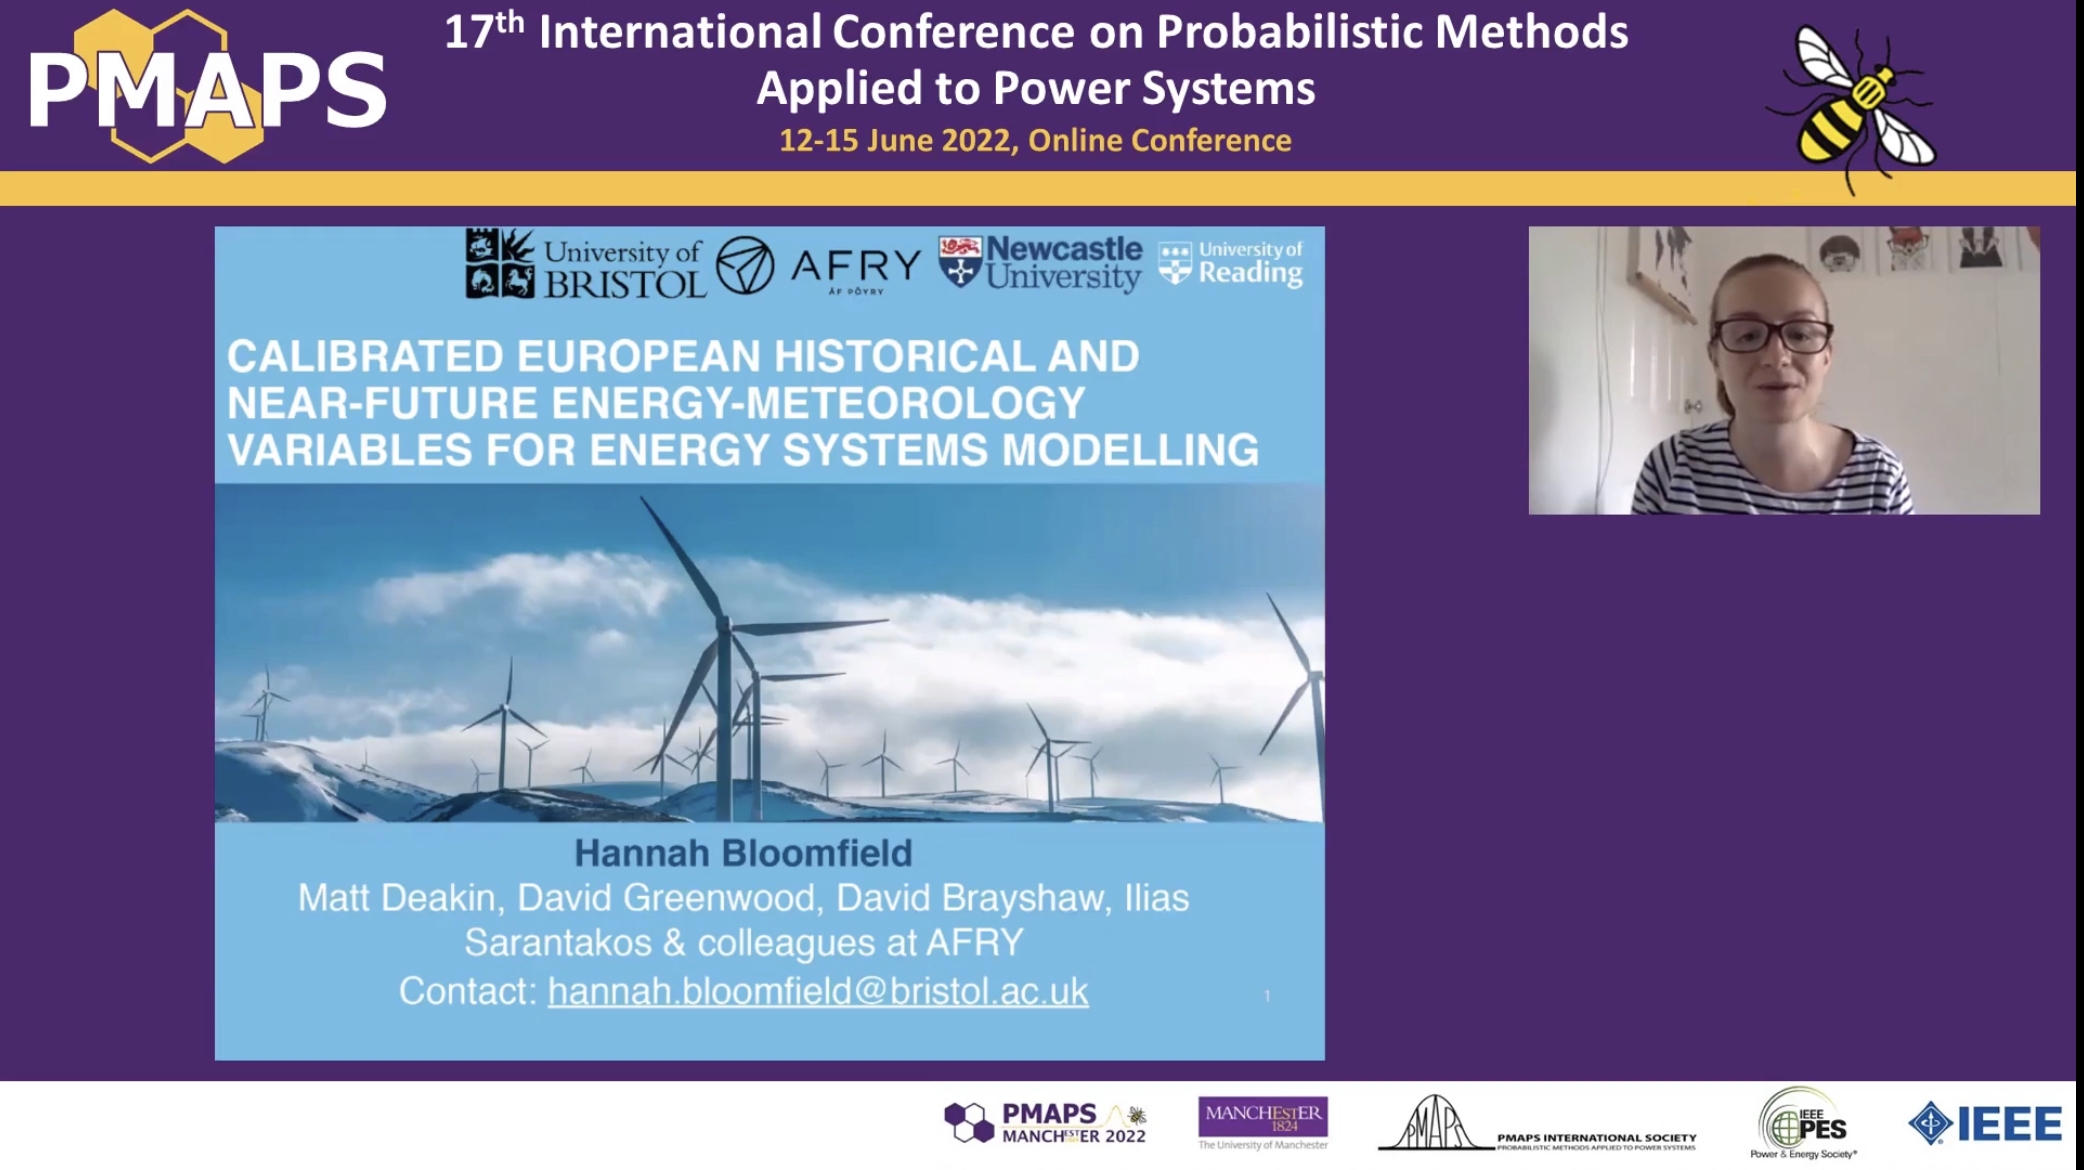 PMAPS
17th International Conference on Probabilistic Methods
Applied to Power Systems
12-15 June 2022, Online Conference
University of
BRISTOL
AFRY
ÅF PÖYRY
Newcastle
University
University of
Reading
CALIBRATED EUROPEAN HISTORICAL AND
NEAR-FUTURE ENERGY-METEOROLOGY
VARIABLES FOR ENERGY SYSTEMS MODELLING
Hannah Bloomfield
Matt Deakin, David Greenwood, David Brayshaw, Ilias
Sarantakos & colleagues at AFRY
Contact: hannah.bloomfield@bristol.ac.uk
1
PMAPS
MANCHESTER 2022
MANCHESTER
1824
The University of Manchester
PMAPS
PMAPS INTERNATIONAL SOCIETY
PROBABILISTIC METHODS APPLIED TO POWER SYSTEMS
IEEE
PES
Power & Energy Society®
IEEE